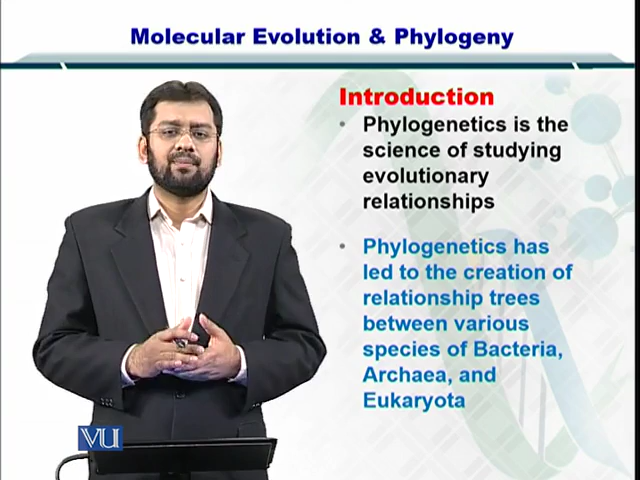 Molecular Evolution & Phylogeny
Introduction
• Phylogenetics is the
science of studying
evolutionary
relationships
• Phylogenetics has
led to the creation of
relationship trees
between various
species of Bacteria,
Archaea, and
Eukaryota
VU